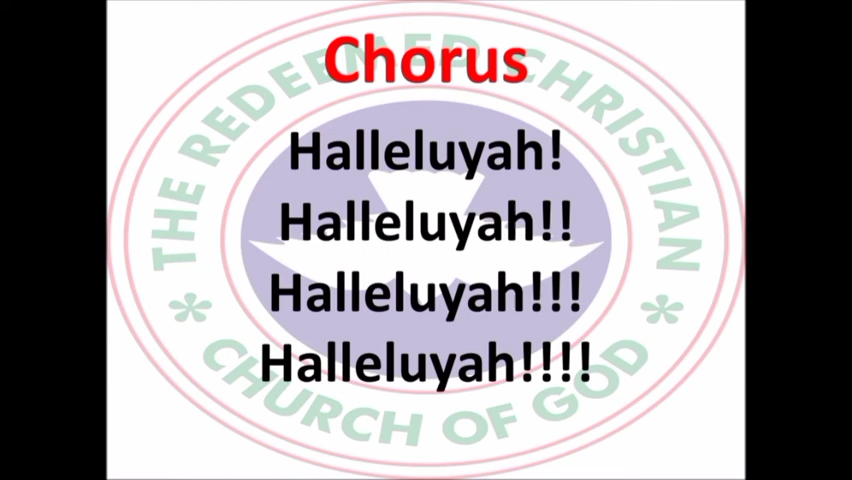 Chorus
Halleluyah!
Halleluyah!!
Halleluyah!!!
Halleluyah!!!!
THE REDEEMED CHRISTIAN
* CHURCH OF GOD *